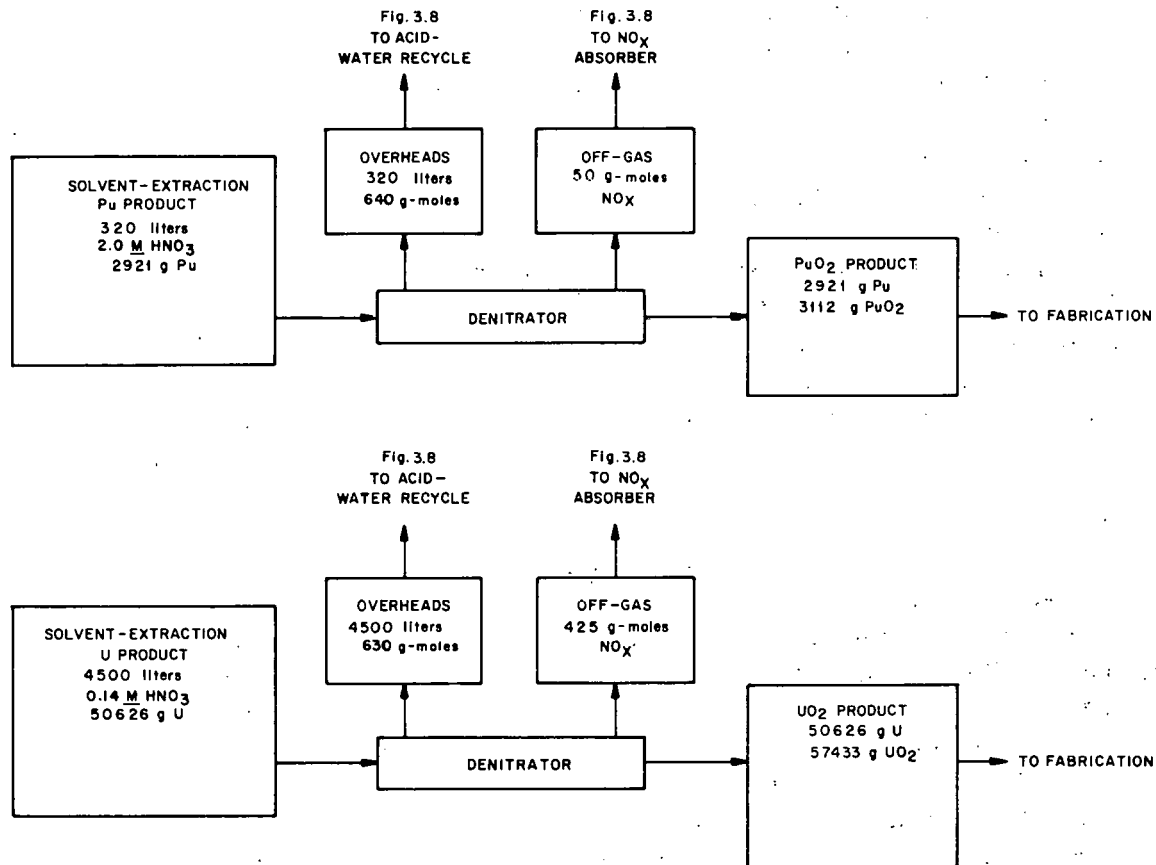 Fig. 3.8
TO ACID-
WATER RECYCLE
Fig. 3.8
TO NOX
ABSORBER
OVERHEADS
320 liters
640 g-moles
OFF-GAS
50 g-moles
NOX
SOLVENT-EXTRACTION
Pu PRODUCT
320 liters
2.0 M HNO3
2921 g Pu
DENITRATOR
PuO2 PRODUCT
2921 g Pu
3112 g PuO2
TO FABRICATION
Fig. 3.8
TO ACID-
WATER RECYCLE
Fig. 3.8
TO NOX
ABSORBER
OVERHEADS
4500 liters
630 g-moles
OFF-GAS
425 g-moles
NOX
SOLVENT-EXTRACTION
U PRODUCT
4500 liters
0.14 M HNO3
50626 g U
DENITRATOR
UO2 PRODUCT
50626 g U
57433 g UO2
TO FABRICATION